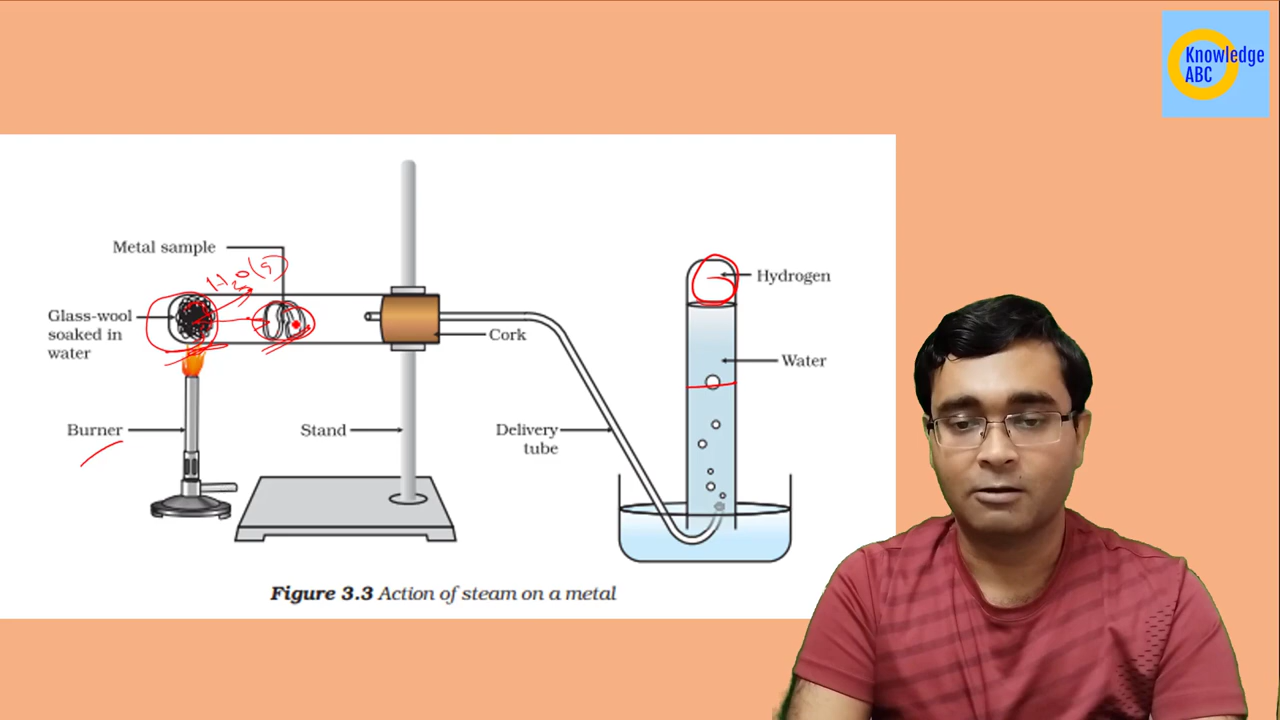 Knowledge
ABC
Metal sample
H₂O(g)
Hydrogen
Glass-wool
soaked in
water
Cork
Water
Burner
Stand
Delivery
tube
Figure 3.3 Action of steam on a metal